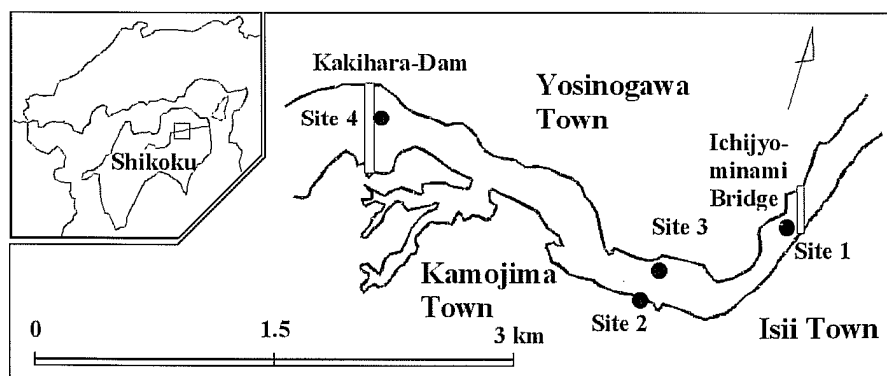 Shikoku
Kakihara-Dam
Site 4
Yosinogawa
Town
Ichijyo-
minami
Bridge
Site 3
Site 1
Kamojima
Town
Site 2
Isii Town
0
1.5
3 km